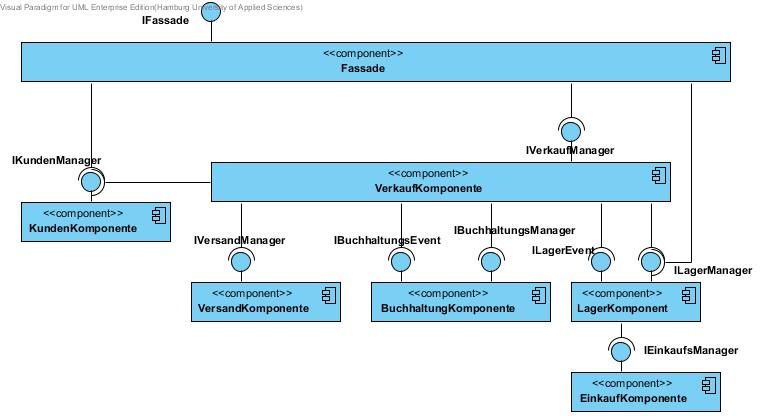 Visual Paradigm for UML Enterprise Edition(Hamburg University of Applied Sciences)
IFassade
<<component>>
Fassade
IVerkaufManager
IKundenManager
<<component>>
VerkaufKomponente
<<component>>
KundenKomponente
IBuchhaltungsManager
IVersandManager
IBuchhaltungsEvent
ILagerEvent
ILagerManager
<<component>>
VersandKomponente
<<component>>
BuchhaltungKomponente
<<component>>
LagerKomponent
IEinkaufsManager
<<component>>
EinkaufKomponente